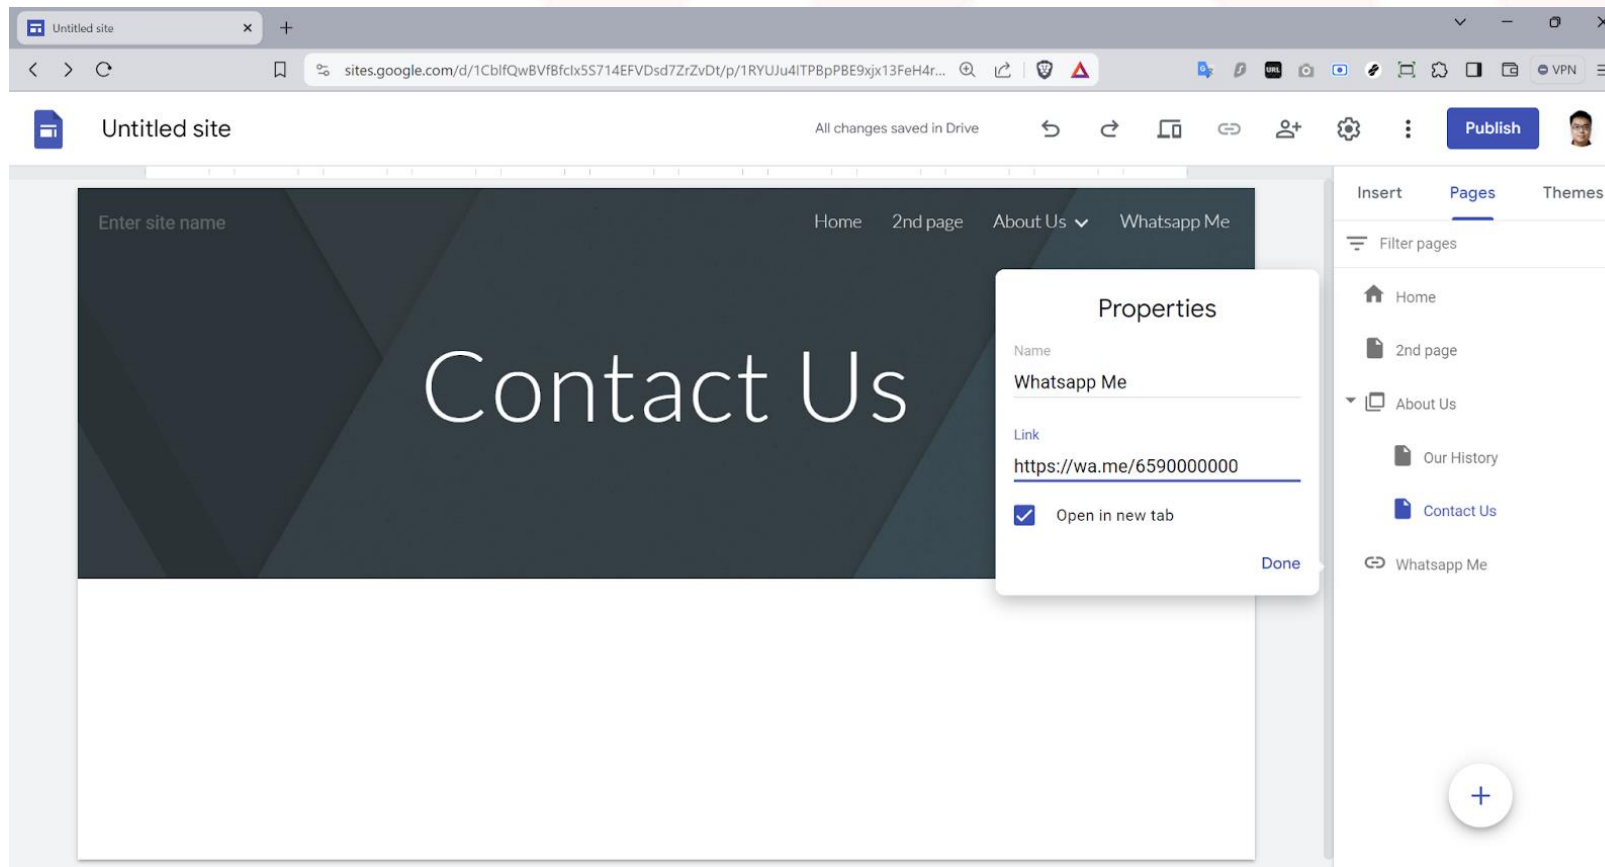 Untitled site
sites.google.com/d/1CblfQwBVfBfclx5S714EFVDsd7ZrZvDt/p/1RYUJu4ITPBpPBE9xjx13FeH4r...
URL
VPN
Untitled site
All changes saved in Drive
Publish
Insert
Pages
Themes
Enter site name
Home
2nd page
About Us
Whatsapp Me
Filter pages
Contact Us
Properties
Name
Whatsapp Me
Link
https://wa.me/6590000000
Open in new tab
Done
Home
2nd page
About Us
Our History
Contact Us
Whatsapp Me